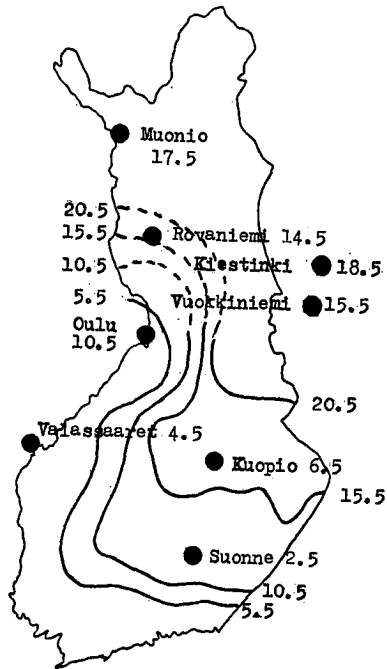 Muonio
17.5
20.5
15.5
Rovaniemi 14.5
10.5
Kiestinki 18.5
5.5
Vuokkiniemi 15.5
Oulu
10.5
20.5
Valassaaret 4.5
Kuopio 6.5
15.5
Suonne 2.5
10.5
5.5